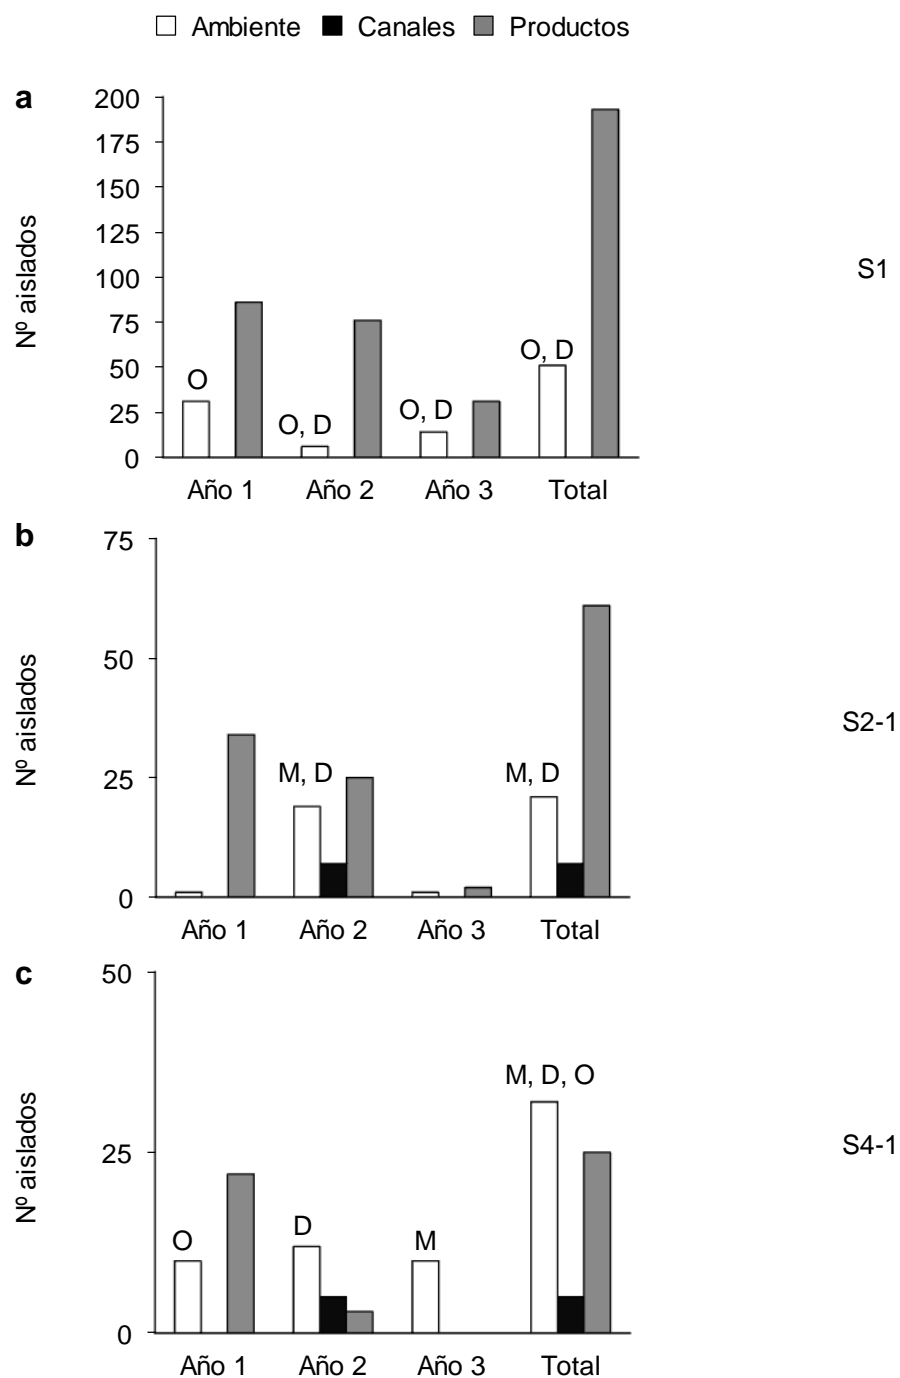 Ambiente Canales Productos
a
200
175
150
125
100
75
50
25
0
Nº aislados
O
O, D
O, D
O, D
Año 1 Año 2 Año 3 Total
S1
b
75
50
25
0
Nº aislados
M, D
M, D
Año 1 Año 2 Año 3 Total
S2-1
c
50
25
0
Nº aislados
O
D
M
M, D, O
Año 1 Año 2 Año 3 Total
S4-1